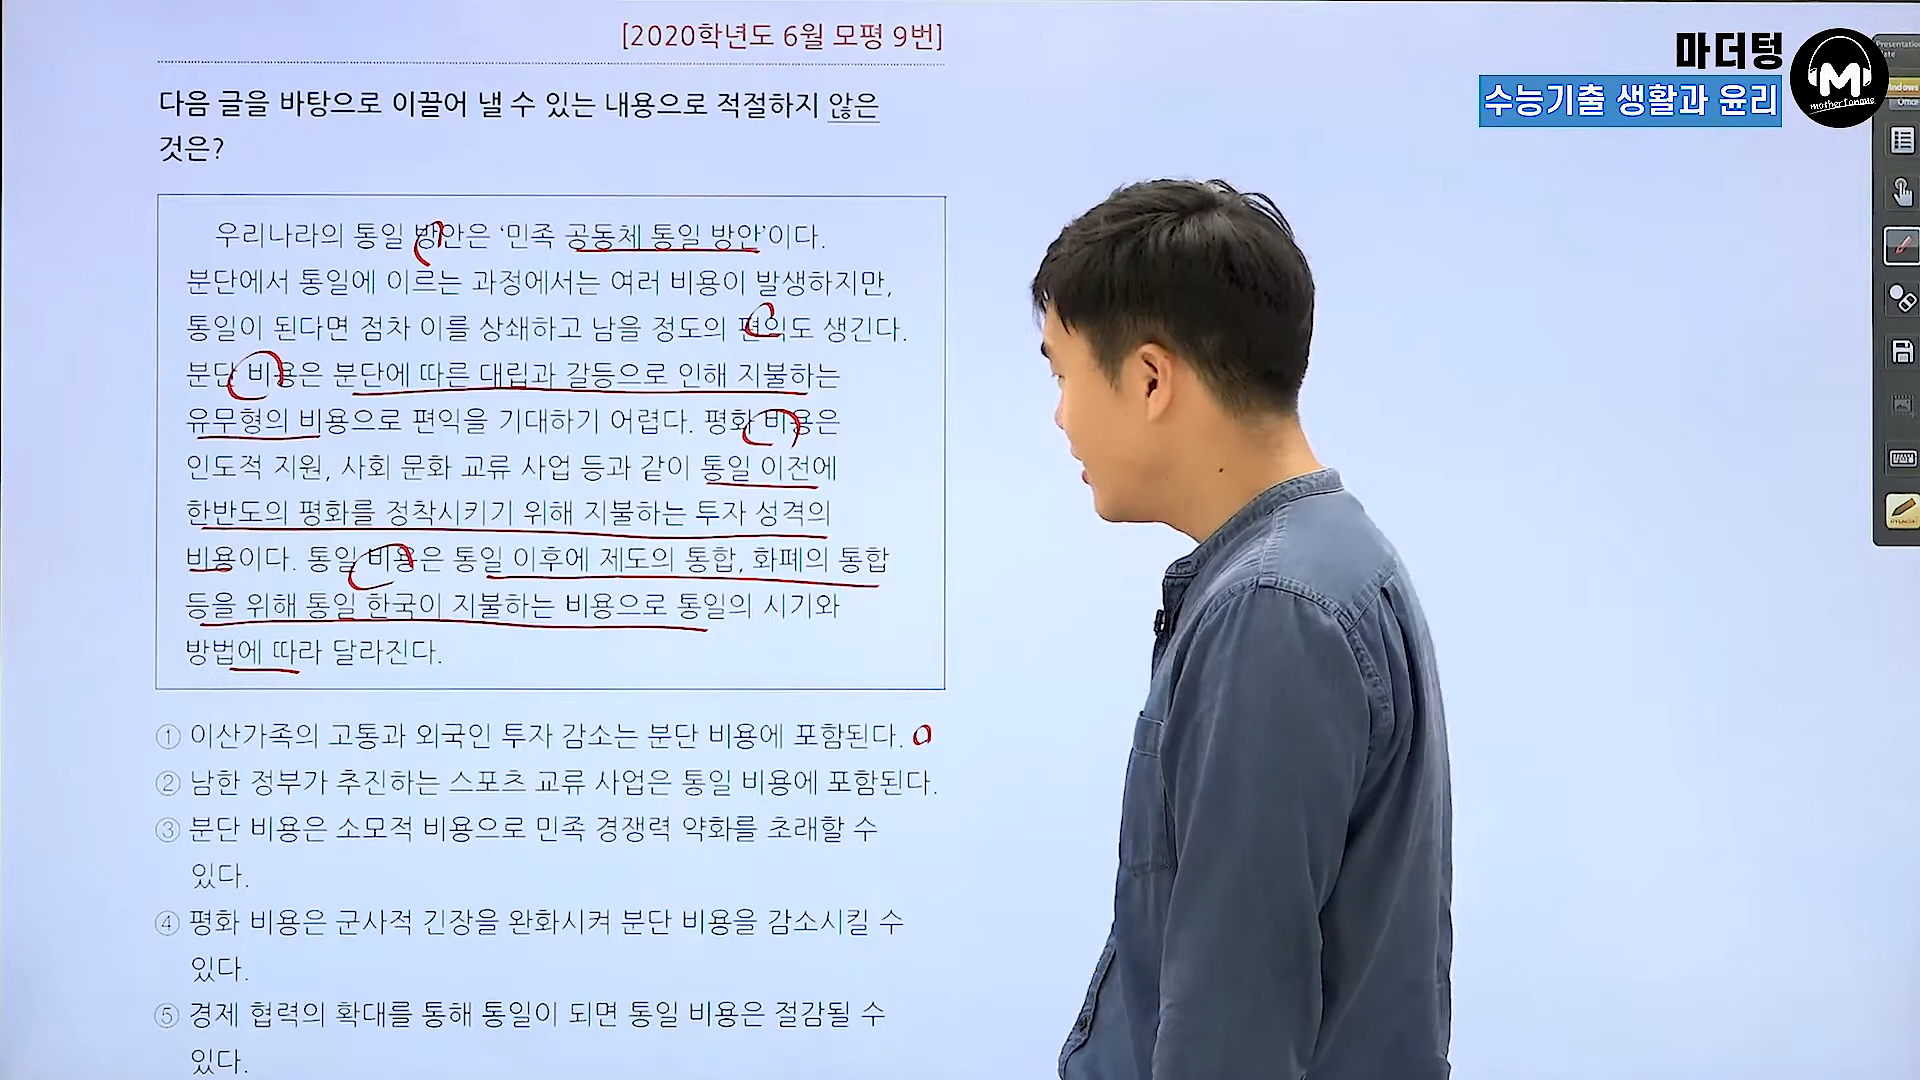 [2020학년도 6월 모평 9번]
마더텅
수능기출 생활과 윤리
M
mothertongue
다음 글을 바탕으로 이끌어 낼 수 있는 내용으로 적절하지 않은
것은?
우리나라의 통일 방안은 ‘민족 공동체 통일 방안’이다.
분단에서 통일에 이르는 과정에서는 여러 비용이 발생하지만,
통일이 된다면 점차 이를 상쇄하고 남을 정도의 편익도 생긴다.
분단 비용은 분단에 따른 대립과 갈등으로 인해 지불하는
유무형의 비용으로 편익을 기대하기 어렵다. 평화 비용은
인도적 지원, 사회 문화 교류 사업 등과 같이 통일 이전에
한반도의 평화를 정착시키기 위해 지불하는 투자 성격의
비용이다. 통일 비용은 통일 이후에 제도의 통합, 화폐의 통합
등을 위해 통일 한국이 지불하는 비용으로 통일의 시기와
방법에 따라 달라진다.
① 이산가족의 고통과 외국인 투자 감소는 분단 비용에 포함된다.
② 남한 정부가 추진하는 스포츠 교류 사업은 통일 비용에 포함된다.
③ 분단 비용은 소모적 비용으로 민족 경쟁력 약화를 초래할 수
있다.
④ 평화 비용은 군사적 긴장을 완화시켜 분단 비용을 감소시킬 수
있다.
⑤ 경제 협력의 확대를 통해 통일이 되면 통일 비용은 절감될 수
있다.